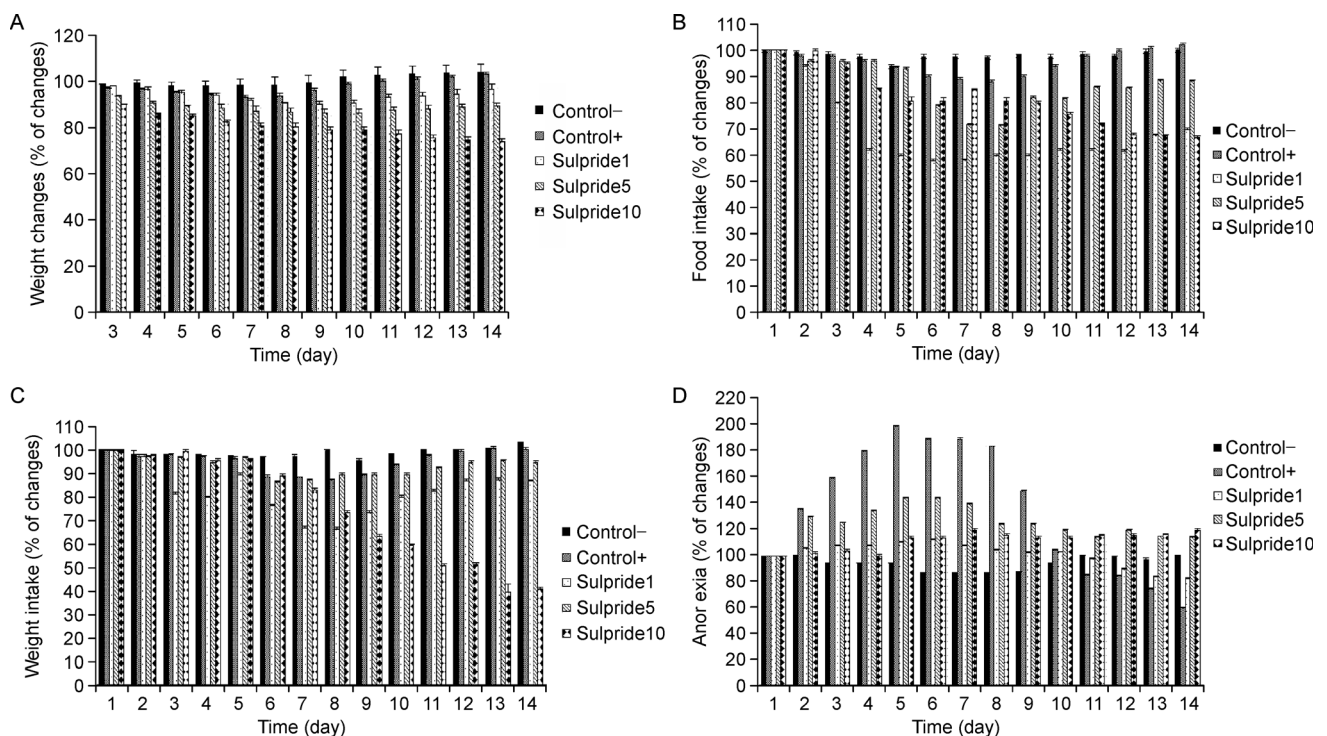 A
Weight changes (% of changes)
120
100
80
60
40
20
0
3 4 5 6 7 8 9 10 11 12 13 14
Time (day)
Control−
Control+
Sulpride1
Sulpride5
Sulpride10
B
Food intake (% of changes)
110
100
90
80
70
60
50
40
30
20
10
0
1 2 3 4 5 6 7 8 9 10 11 12 13 14
Time (day)
Control−
Control+
Sulpride1
Sulpride5
Sulpride10
C
Weight intake (% of changes)
110
100
90
80
70
60
50
40
30
20
10
0
1 2 3 4 5 6 7 8 9 10 11 12 13 14
Time (day)
Control−
Control+
Sulpride1
Sulpride5
Sulpride10
D
Anor exia (% of changes)
220
200
180
160
140
120
100
80
60
40
20
0
1 2 3 4 5 6 7 8 9 10 11 12 13 14
Time (day)
Control−
Control+
Sulpride1
Sulpride5
Sulpride10